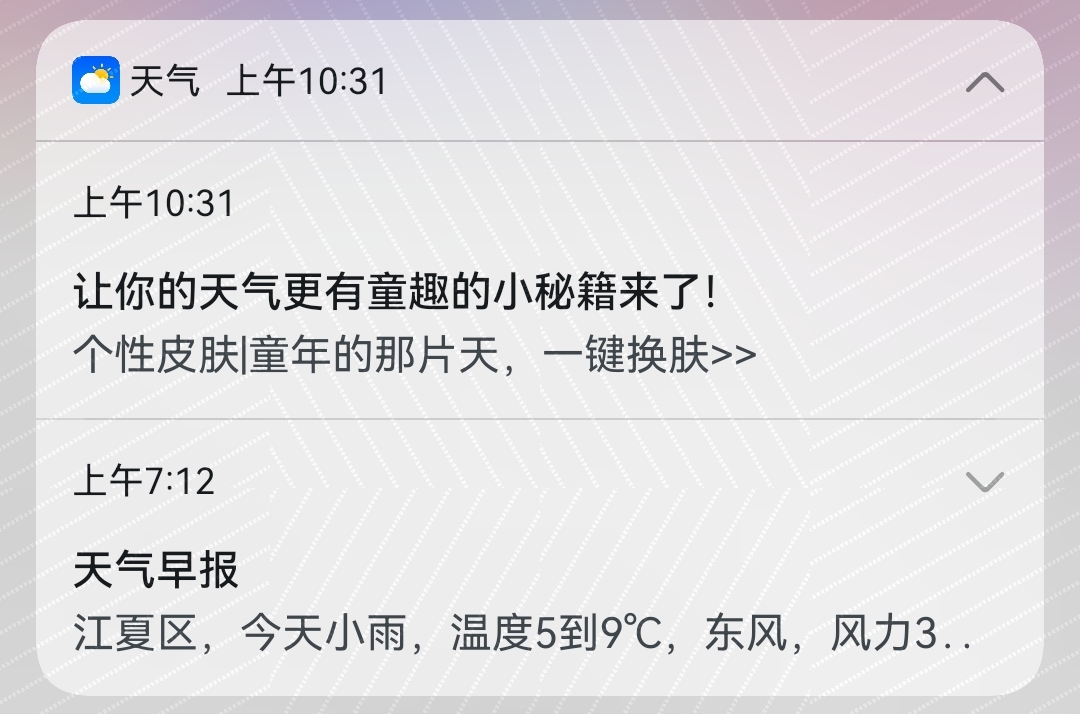 天气 上午10:31
上午10:31
让你的天气更有童趣的小秘籍来了!
个性皮肤|童年的那片天，一键换肤>>
上午7:12
天气早报
江夏区，今天小雨，温度5到9℃，东风，风力3..